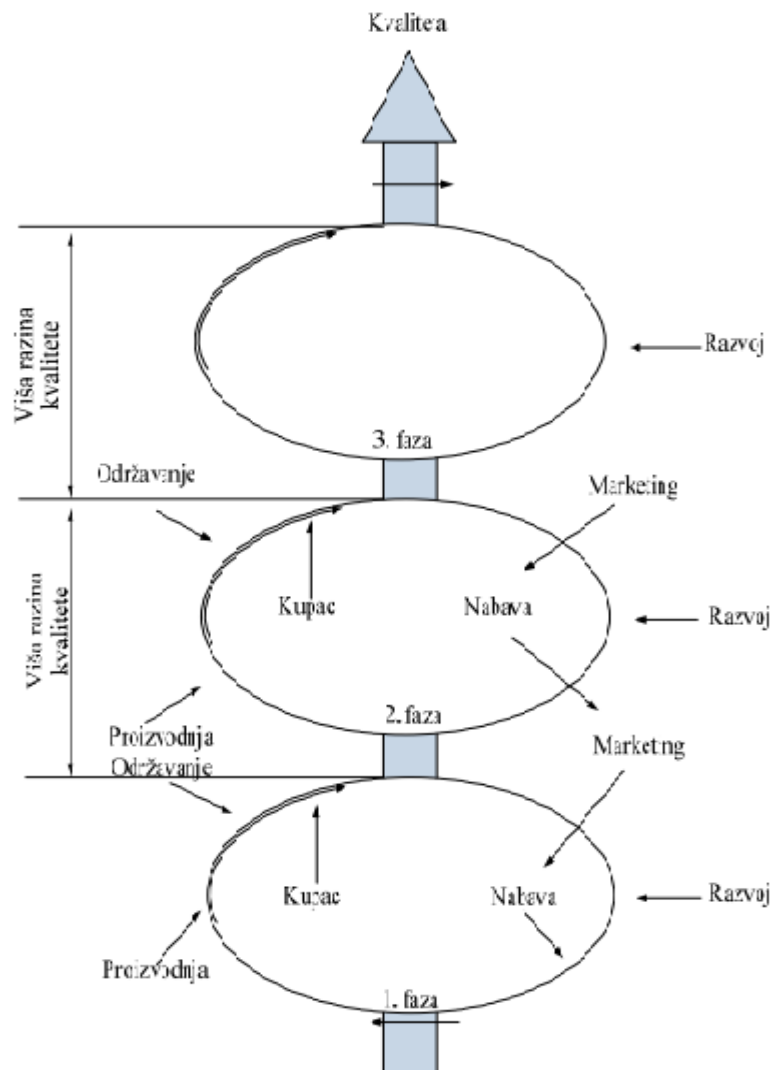 Kvaliteta
Viša razina
kvalitete
Razvoj
3. faza
Održavanje
Marketing
Viša razina
kvalitete
Kupac
Nabava
Razvoj
2. faza
Proizvodnja
Održavanje
Marketing
Kupac
Nabava
Razvoj
Proizvodnja
1. faza